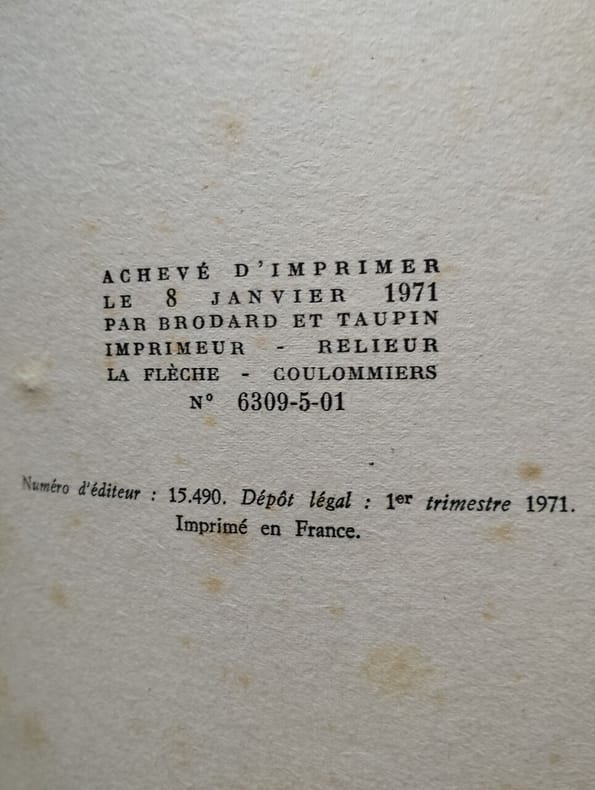 ACHEVÉ D'IMPRIMER
LE 8 JANVIER 1971
PAR BRODARD ET TAUPIN
IMPRIMEUR - RELIEUR
LA FLÈCHE - COULOMMIERS
N° 6309-5-01
Numéro d'éditeur : 15.490. Dépôt légal : 1er trimestre 1971.
Imprimé en France.